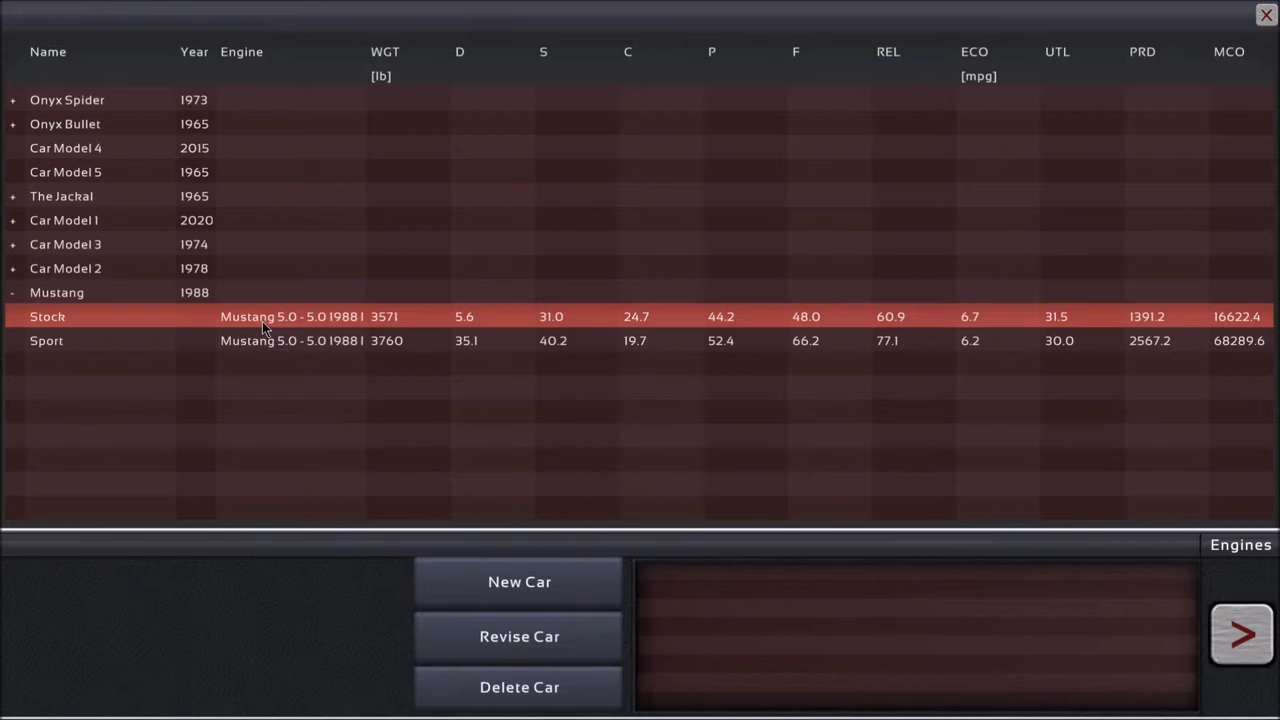 Name Year Engine WGT D S C P F REL ECO UTL PRD MCO
[lb] [mpg]
+ Onyx Spider 1973
+ Onyx Bullet 1965
Car Model 4 2015
Car Model 5 1965
+ The Jackal 1965
+ Car Model 1 2020
+ Car Model 3 1974
+ Car Model 2 1978
- Mustang 1988
Stock Mustang 5.0 - 5.0 1988 I 3571 5.6 31.0 24.7 44.2 48.0 60.9 6.7 31.5 1391.2 16622.4
Sport Mustang 5.0 - 5.0 1988 I 3760 35.1 40.2 19.7 52.4 66.2 77.1 6.2 30.0 2567.2 68289.6
Engines
New Car
Revise Car
>
Delete Car